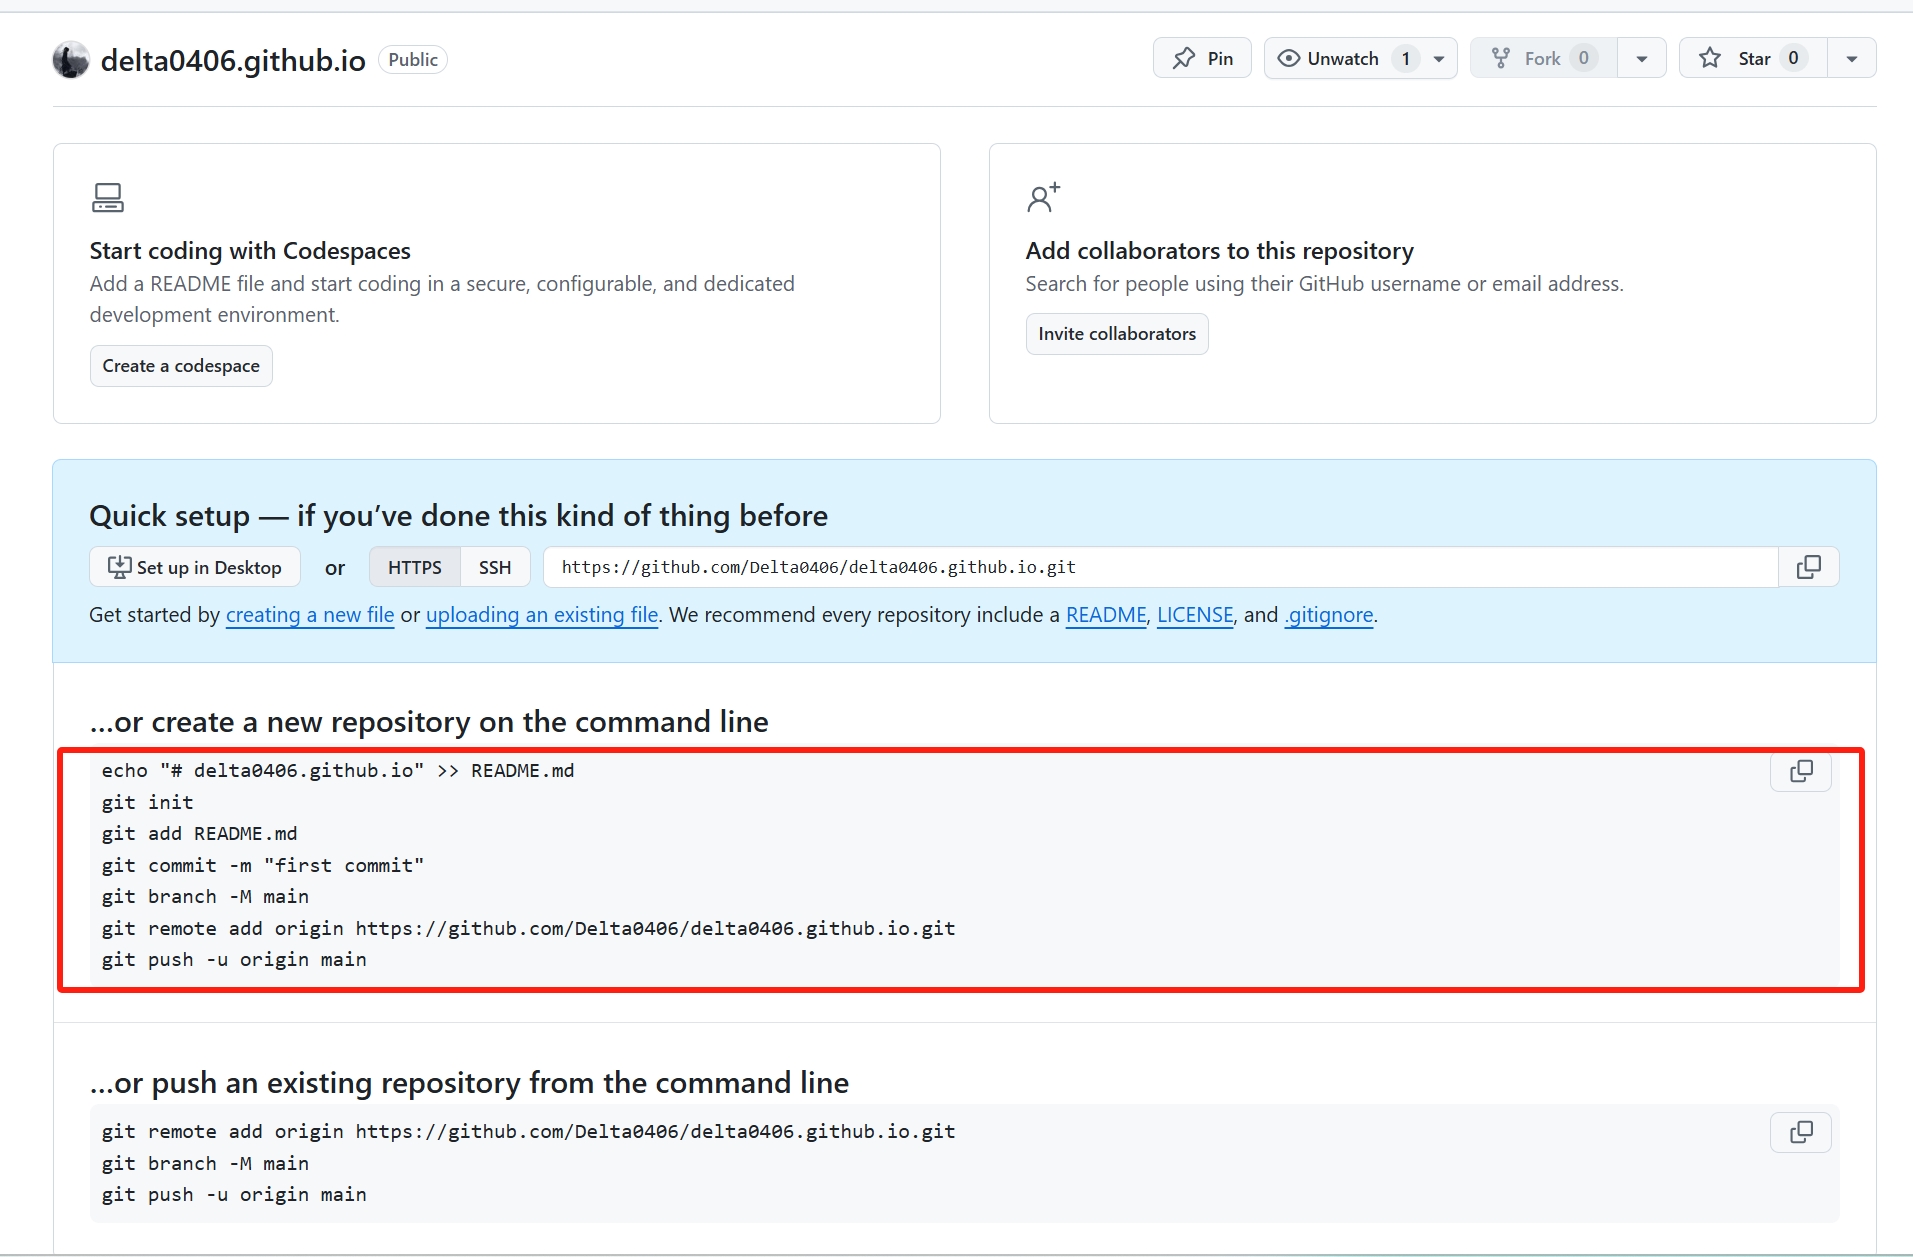 delta0406.github.io Public Pin Unwatch 1 Fork 0 Star 0
Start coding with Codespaces
Add a README file and start coding in a secure, configurable, and dedicated
development environment.
Create a codespace
Add collaborators to this repository
Search for people using their GitHub username or email address.
Invite collaborators
Quick setup — if you’ve done this kind of thing before
Set up in Desktop or HTTPS SSH https://github.com/Delta0406/delta0406.github.io.git
Get started by creating a new file or uploading an existing file. We recommend every repository include a README, LICENSE, and .gitignore.
…or create a new repository on the command line
echo "# delta0406.github.io" >> README.md
git init
git add README.md
git commit -m "first commit"
git branch -M main
git remote add origin https://github.com/Delta0406/delta0406.github.io.git
git push -u origin main
…or push an existing repository from the command line
git remote add origin https://github.com/Delta0406/delta0406.github.io.git
git branch -M main
git push -u origin main